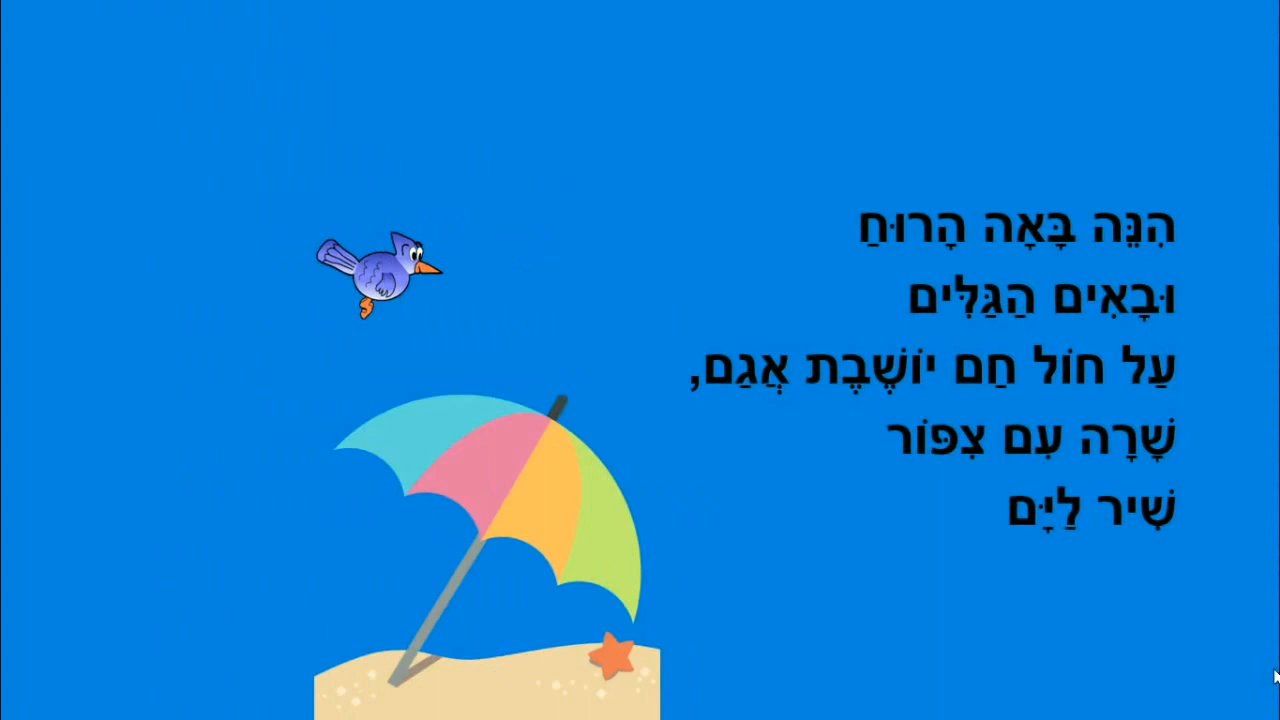 הִנֵּה בָּאָה הָרוּחַ
וּבָאִים הַגַּלִּים
עַל חוֹל חַם יוֹשֶׁבֶת אֲגַם,
שָׁרָה עִם צִפּוֹר
שִׁיר לַיָּם